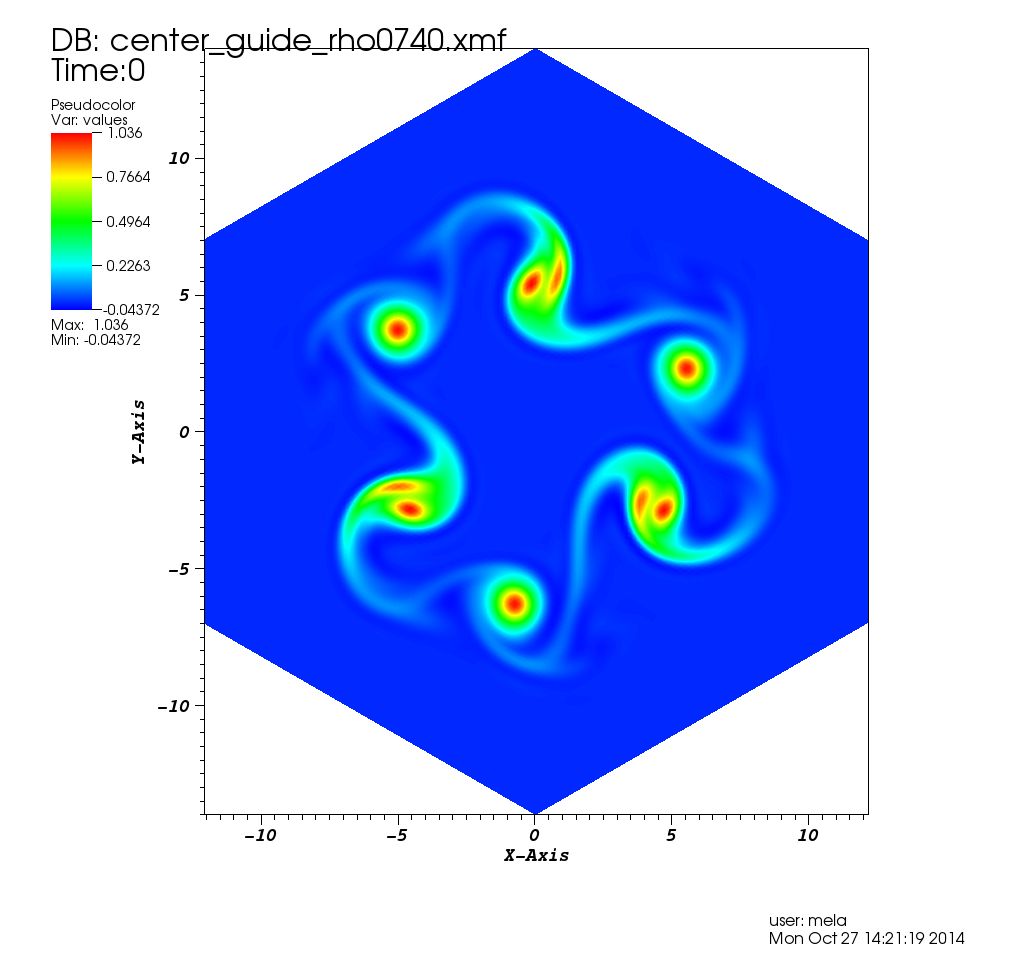 DB: center_guide_rho0740.xmf
Time:0
Pseudocolor
Var: values
1.036
0.7664
0.4964
0.2263
-0.04372
Max: 1.036
Min: -0.04372
10
5
0
-5
-10
Y-Axis
-10
-5
0
5
10
X-Axis
user: mela
Mon Oct 27 14:21:19 2014